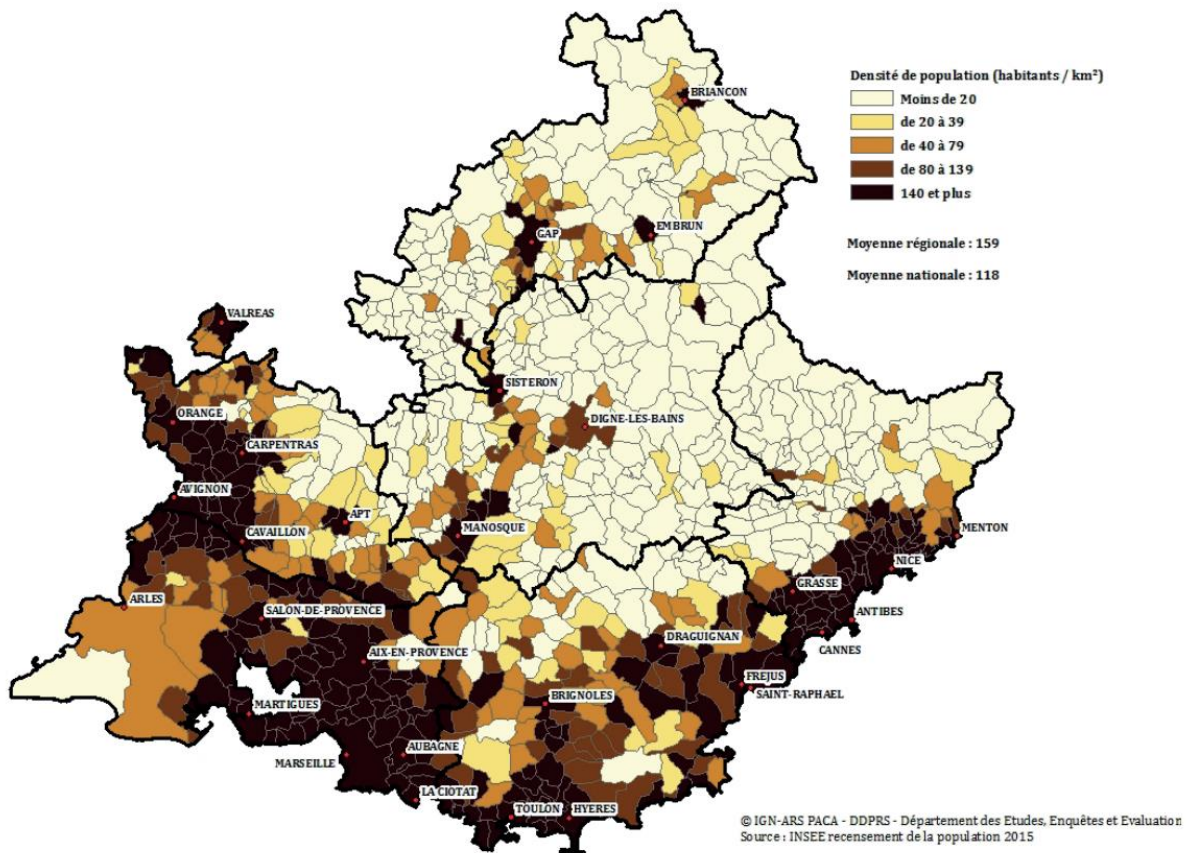 Densité de population (habitants / km²)
Moins de 20
de 20 à 39
de 40 à 79
de 80 à 139
140 et plus
Moyenne régionale : 159
Moyenne nationale : 118
BRIANCON
EMBRUN
GAP
VALREAS
SISTERON
ORANGE
DIGNE-LES-BAINS
CARPENTRAS
AVIGNON
APT
CAVAILLON
MANOSQUE
MENTON
NICE
GRASSE
ARLES
SALON-DE-PROVENCE
ANTIBES
DRAGUIGNAN
CANNES
AIX-EN-PROVENCE
FREJUS
SAINT-RAPHAEL
MARTIGUES
BRIGNOLES
AUBAGNE
MARSEILLE
LA CIOTAT
TOULON
HYERES
© IGN-ARS PACA - DDPRS - Département des Etudes, Enquêtes et Evaluation
Source : INSEE recensement de la population 2015